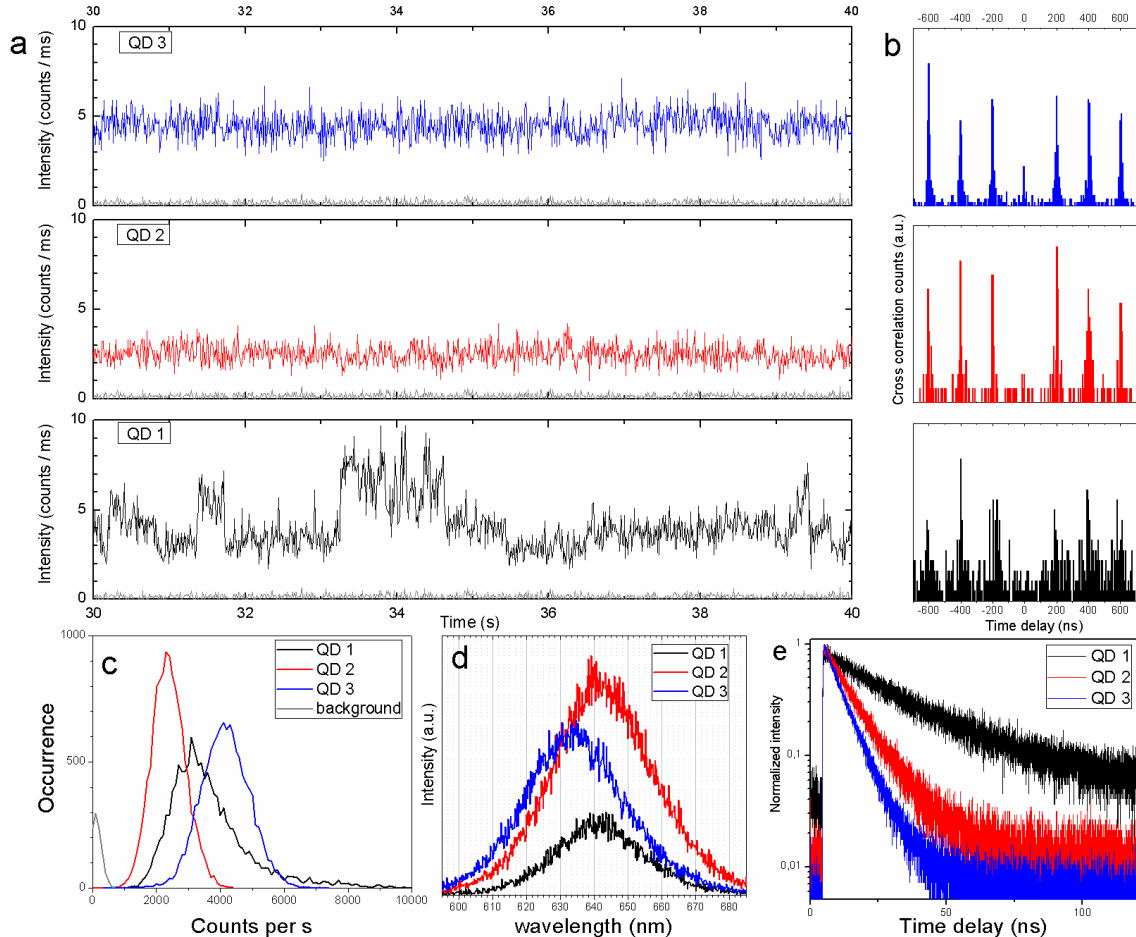 30 32 34 36 38 40
a
10
5
0
Intensity (counts / ms)
QD 3
b
-600 -400 -200 0 200 400 600
10
5
0
Intensity (counts / ms)
QD 2
Cross correlation counts (a.u.)
10
5
0
Intensity (counts / ms)
QD 1
30 32 34 36 38 40
Time (s)
-600 -400 -200 0 200 400 600
Time delay (ns)
c
1000
500
0
Occurrence
QD 1
QD 2
QD 3
background
0 2000 4000 6000 8000 10000
Counts per s
d
Intensity (a.u.)
QD 1
QD 2
QD 3
600 610 620 630 640 650 660 670 680
wavelength (nm)
e
1
0,1
0,01
Normalized intensity
QD 1
QD 2
QD 3
0 50 100
Time delay (ns)